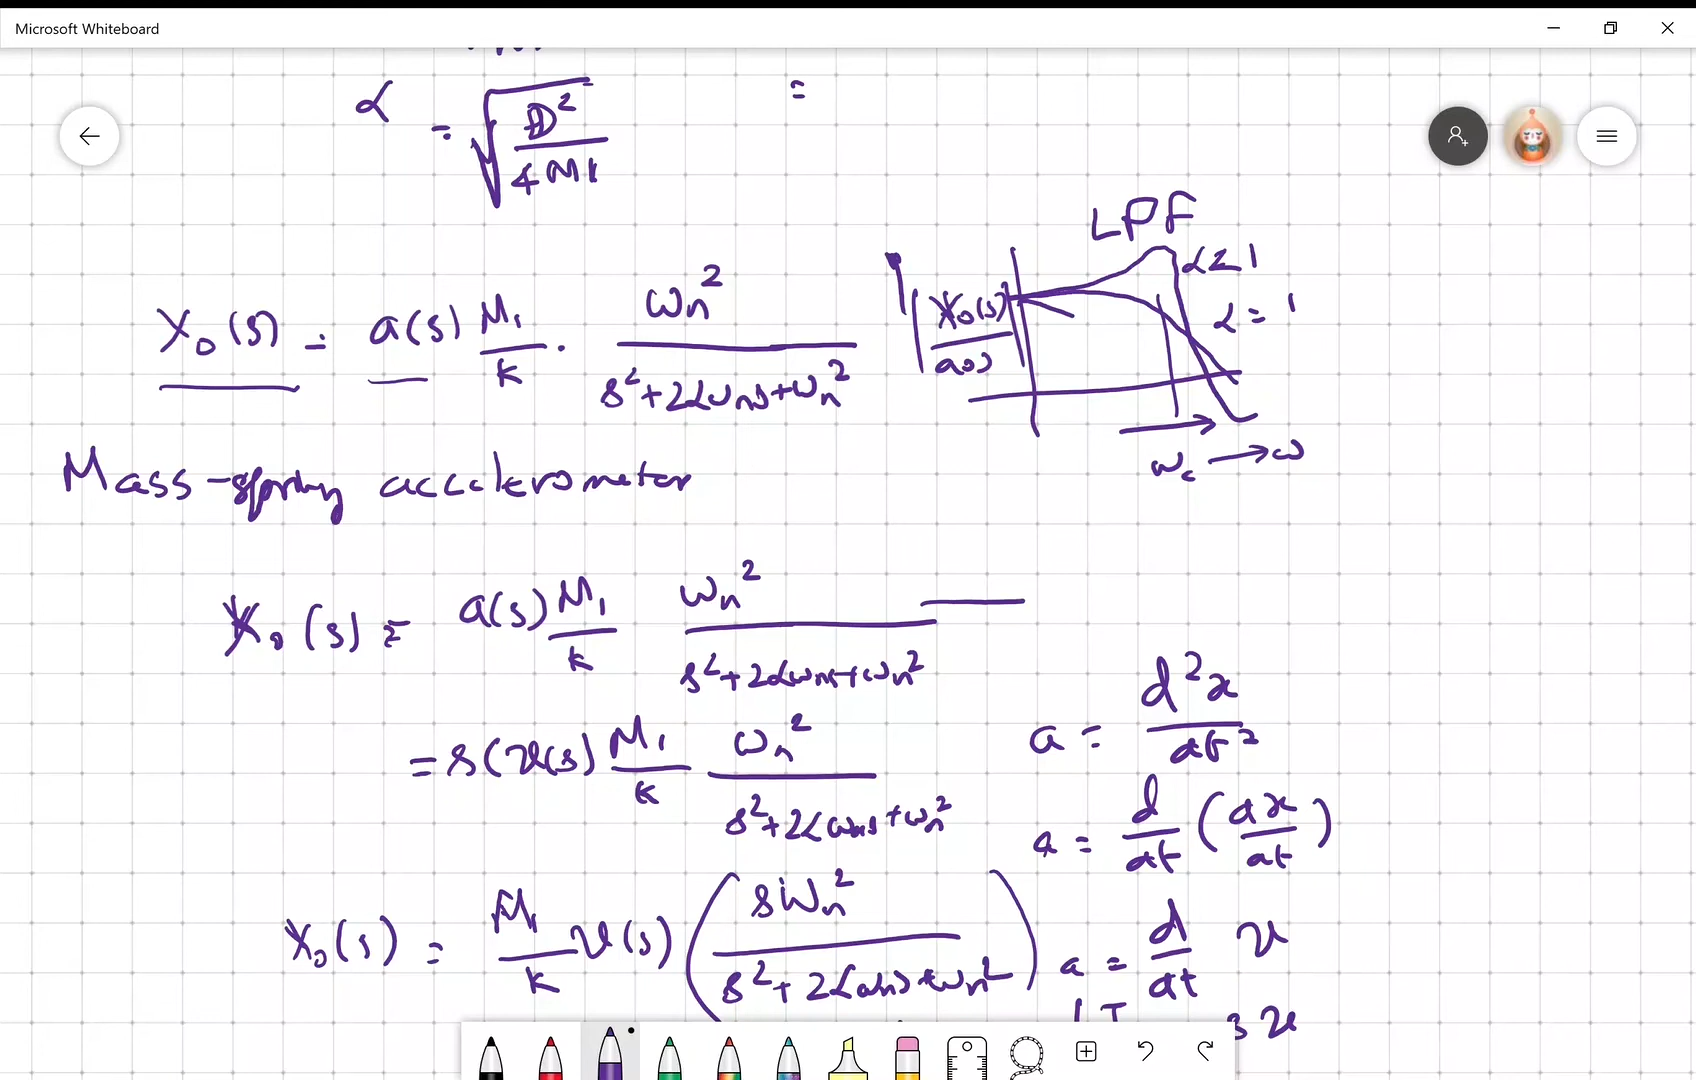 Microsoft Whiteboard
α = √(D²/4Mk)
=
LPF
X₀(s) = a(s) M₁/k · ωn²/(s²+2αωns+ωn²)
|X₀(s)/a(s)|
α<1
α=1
ωc → ω
Mass-spring accelerometer
X₀(s) = a(s) M₁/k ωn²/(s²+2αωns+ωn²)
a = d²x/dt²
= s(v(s) M₁/k ωn²/(s²+2αωns+ωn²)
a = d/dt (dx/dt)
X₀(s) = M₁/k v(s) (sωn²/(s²+2αωns+ωn²))
a = d/dt v